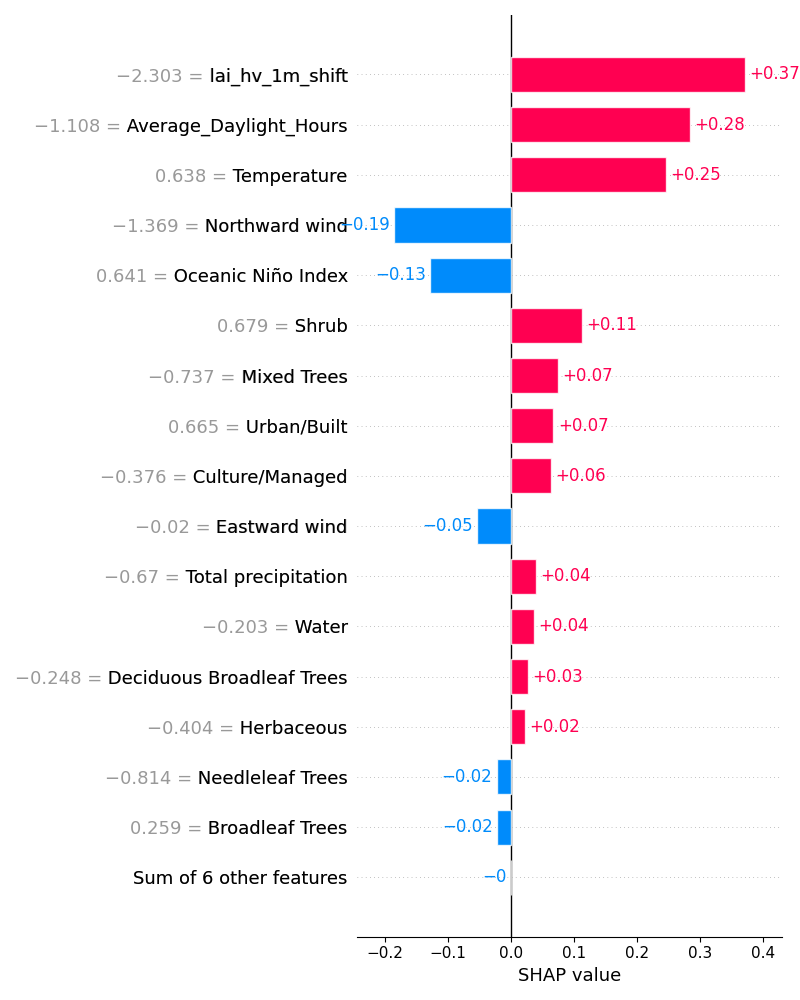 −2.303 = lai_hv_1m_shift +0.37
−1.108 = Average_Daylight_Hours +0.28
0.638 = Temperature +0.25
−1.369 = Northward wind −0.19
0.641 = Oceanic Niño Index −0.13
0.679 = Shrub +0.11
−0.737 = Mixed Trees +0.07
0.665 = Urban/Built +0.07
−0.376 = Culture/Managed +0.06
−0.02 = Eastward wind −0.05
−0.67 = Total precipitation +0.04
−0.203 = Water +0.04
−0.248 = Deciduous Broadleaf Trees +0.03
−0.404 = Herbaceous +0.02
−0.814 = Needleleaf Trees −0.02
0.259 = Broadleaf Trees −0.02
Sum of 6 other features −0
−0.2 −0.1 0.0 0.1 0.2 0.3 0.4
SHAP value